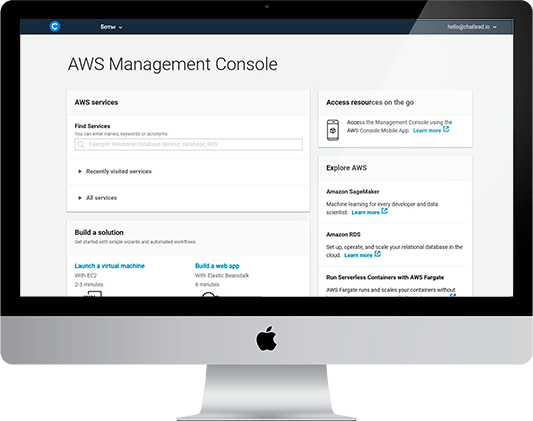 Боты
hello@chatlead.io
AWS Management Console
AWS services
Find Services
You can enter names, keywords or acronyms.
Example: Relational Database Service, database, RDS
Recently visited services
All services
Build a solution
Get started with simple wizards and automated workflows.
Launch a virtual machine
With EC2
2-3 minutes
Build a web app
With Elastic Beanstalk
6 minutes
Access resources on the go
Access the Management Console using the
AWS Console Mobile App. Learn more
Explore AWS
Amazon SageMaker
Machine learning for every developer and data
scientist. Learn more
Amazon RDS
Set up, operate, and scale your relational database in the
cloud. Learn more
Run Serverless Containers with AWS Fargate
AWS Fargate runs and scales your containers without